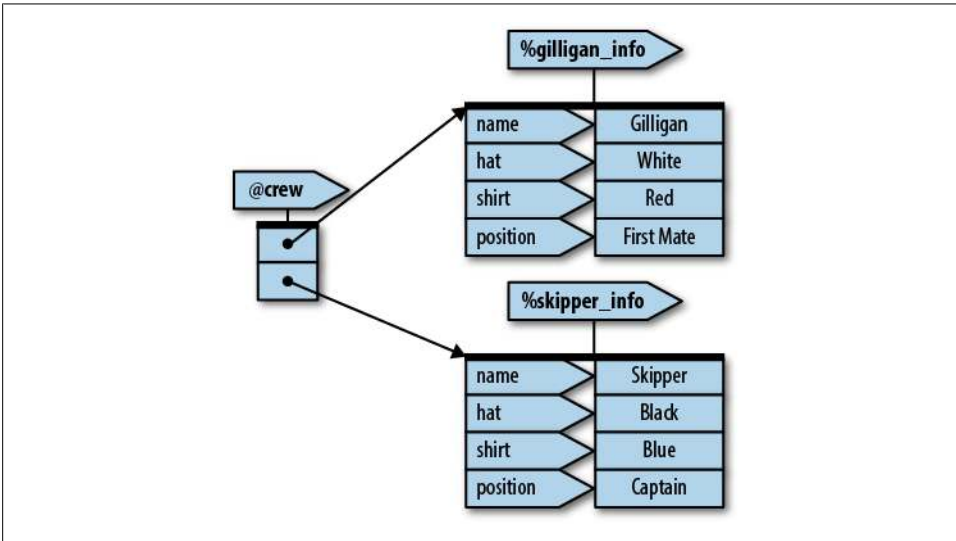 %gilligan_info
name Gilligan
hat White
shirt Red
position First Mate
@crew
%skipper_info
name Skipper
hat Black
shirt Blue
position Captain